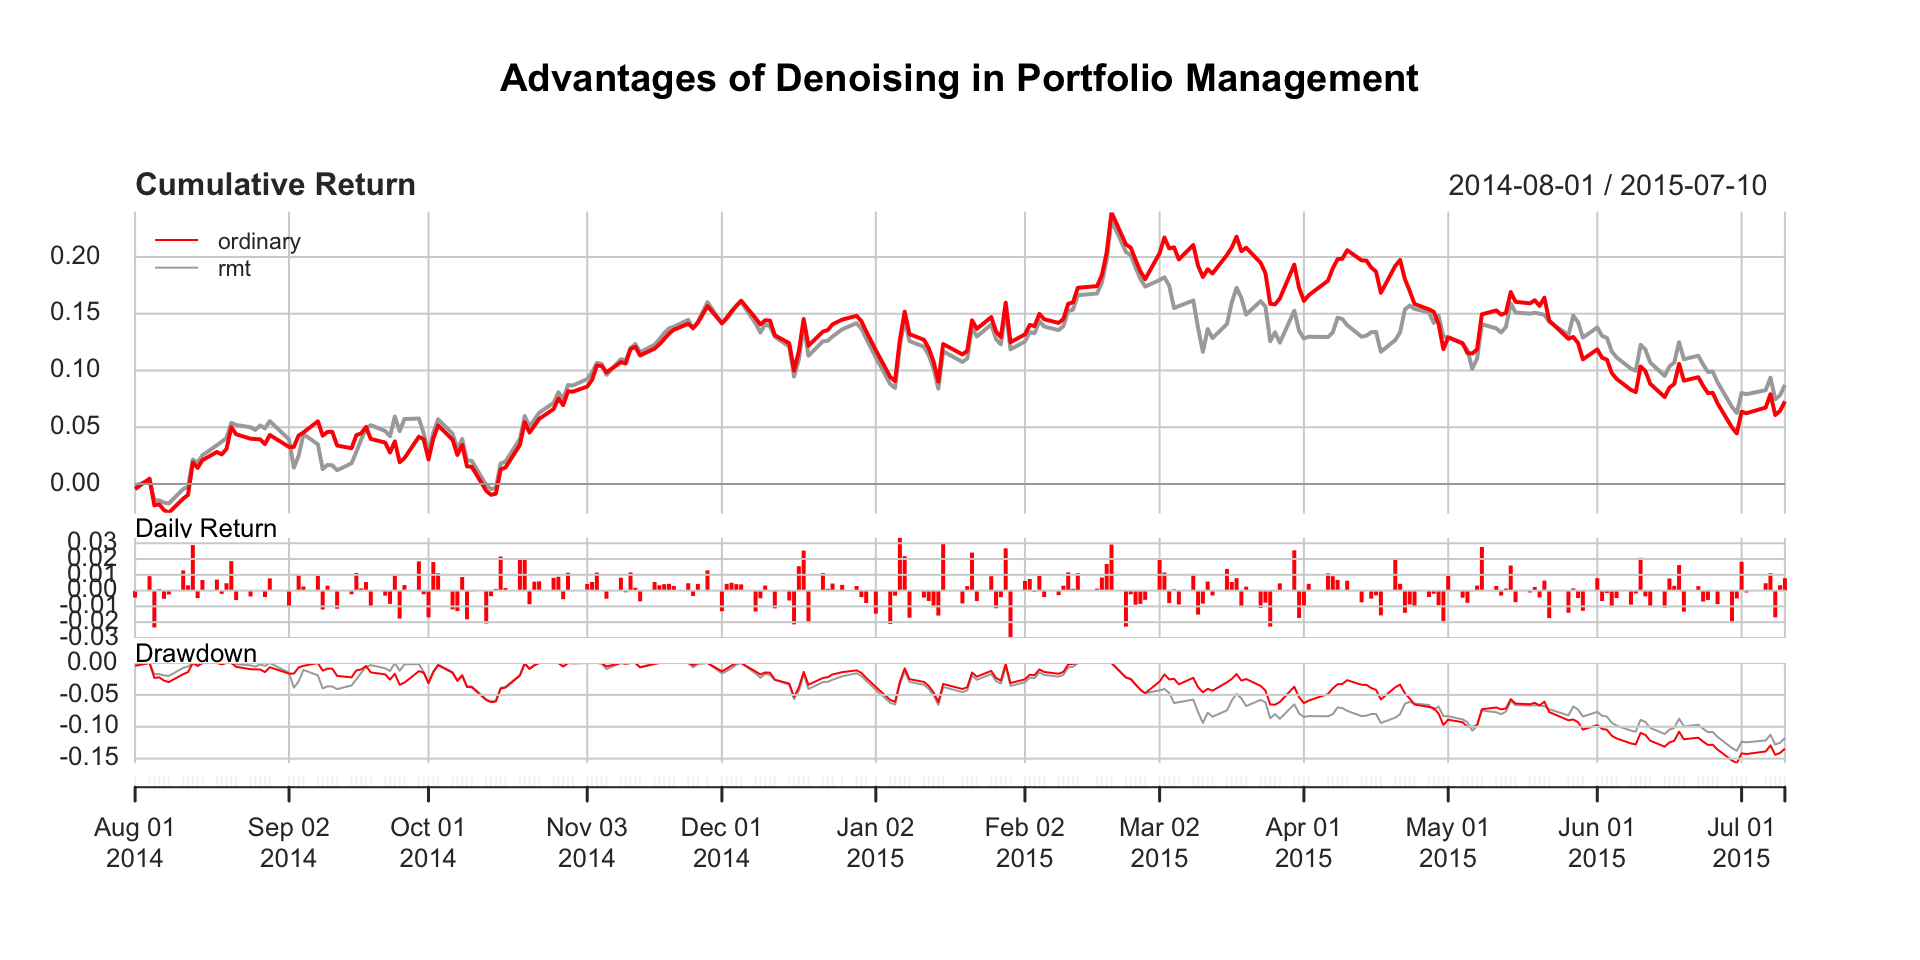 Advantages of Denoising in Portfolio Management
Cumulative Return
2014-08-01 / 2015-07-10
ordinary
rmt
0.20
0.15
0.10
0.05
0.00
Daily Return
0.03
0.02
0.01
0.00
-0.01
-0.02
-0.03
Drawdown
0.00
-0.05
-0.10
-0.15
Aug 01 Sep 02 Oct 01 Nov 03 Dec 01 Jan 02 Feb 02 Mar 02 Apr 01 May 01 Jun 01 Jul 01
2014 2014 2014 2014 2014 2015 2015 2015 2015 2015 2015 2015